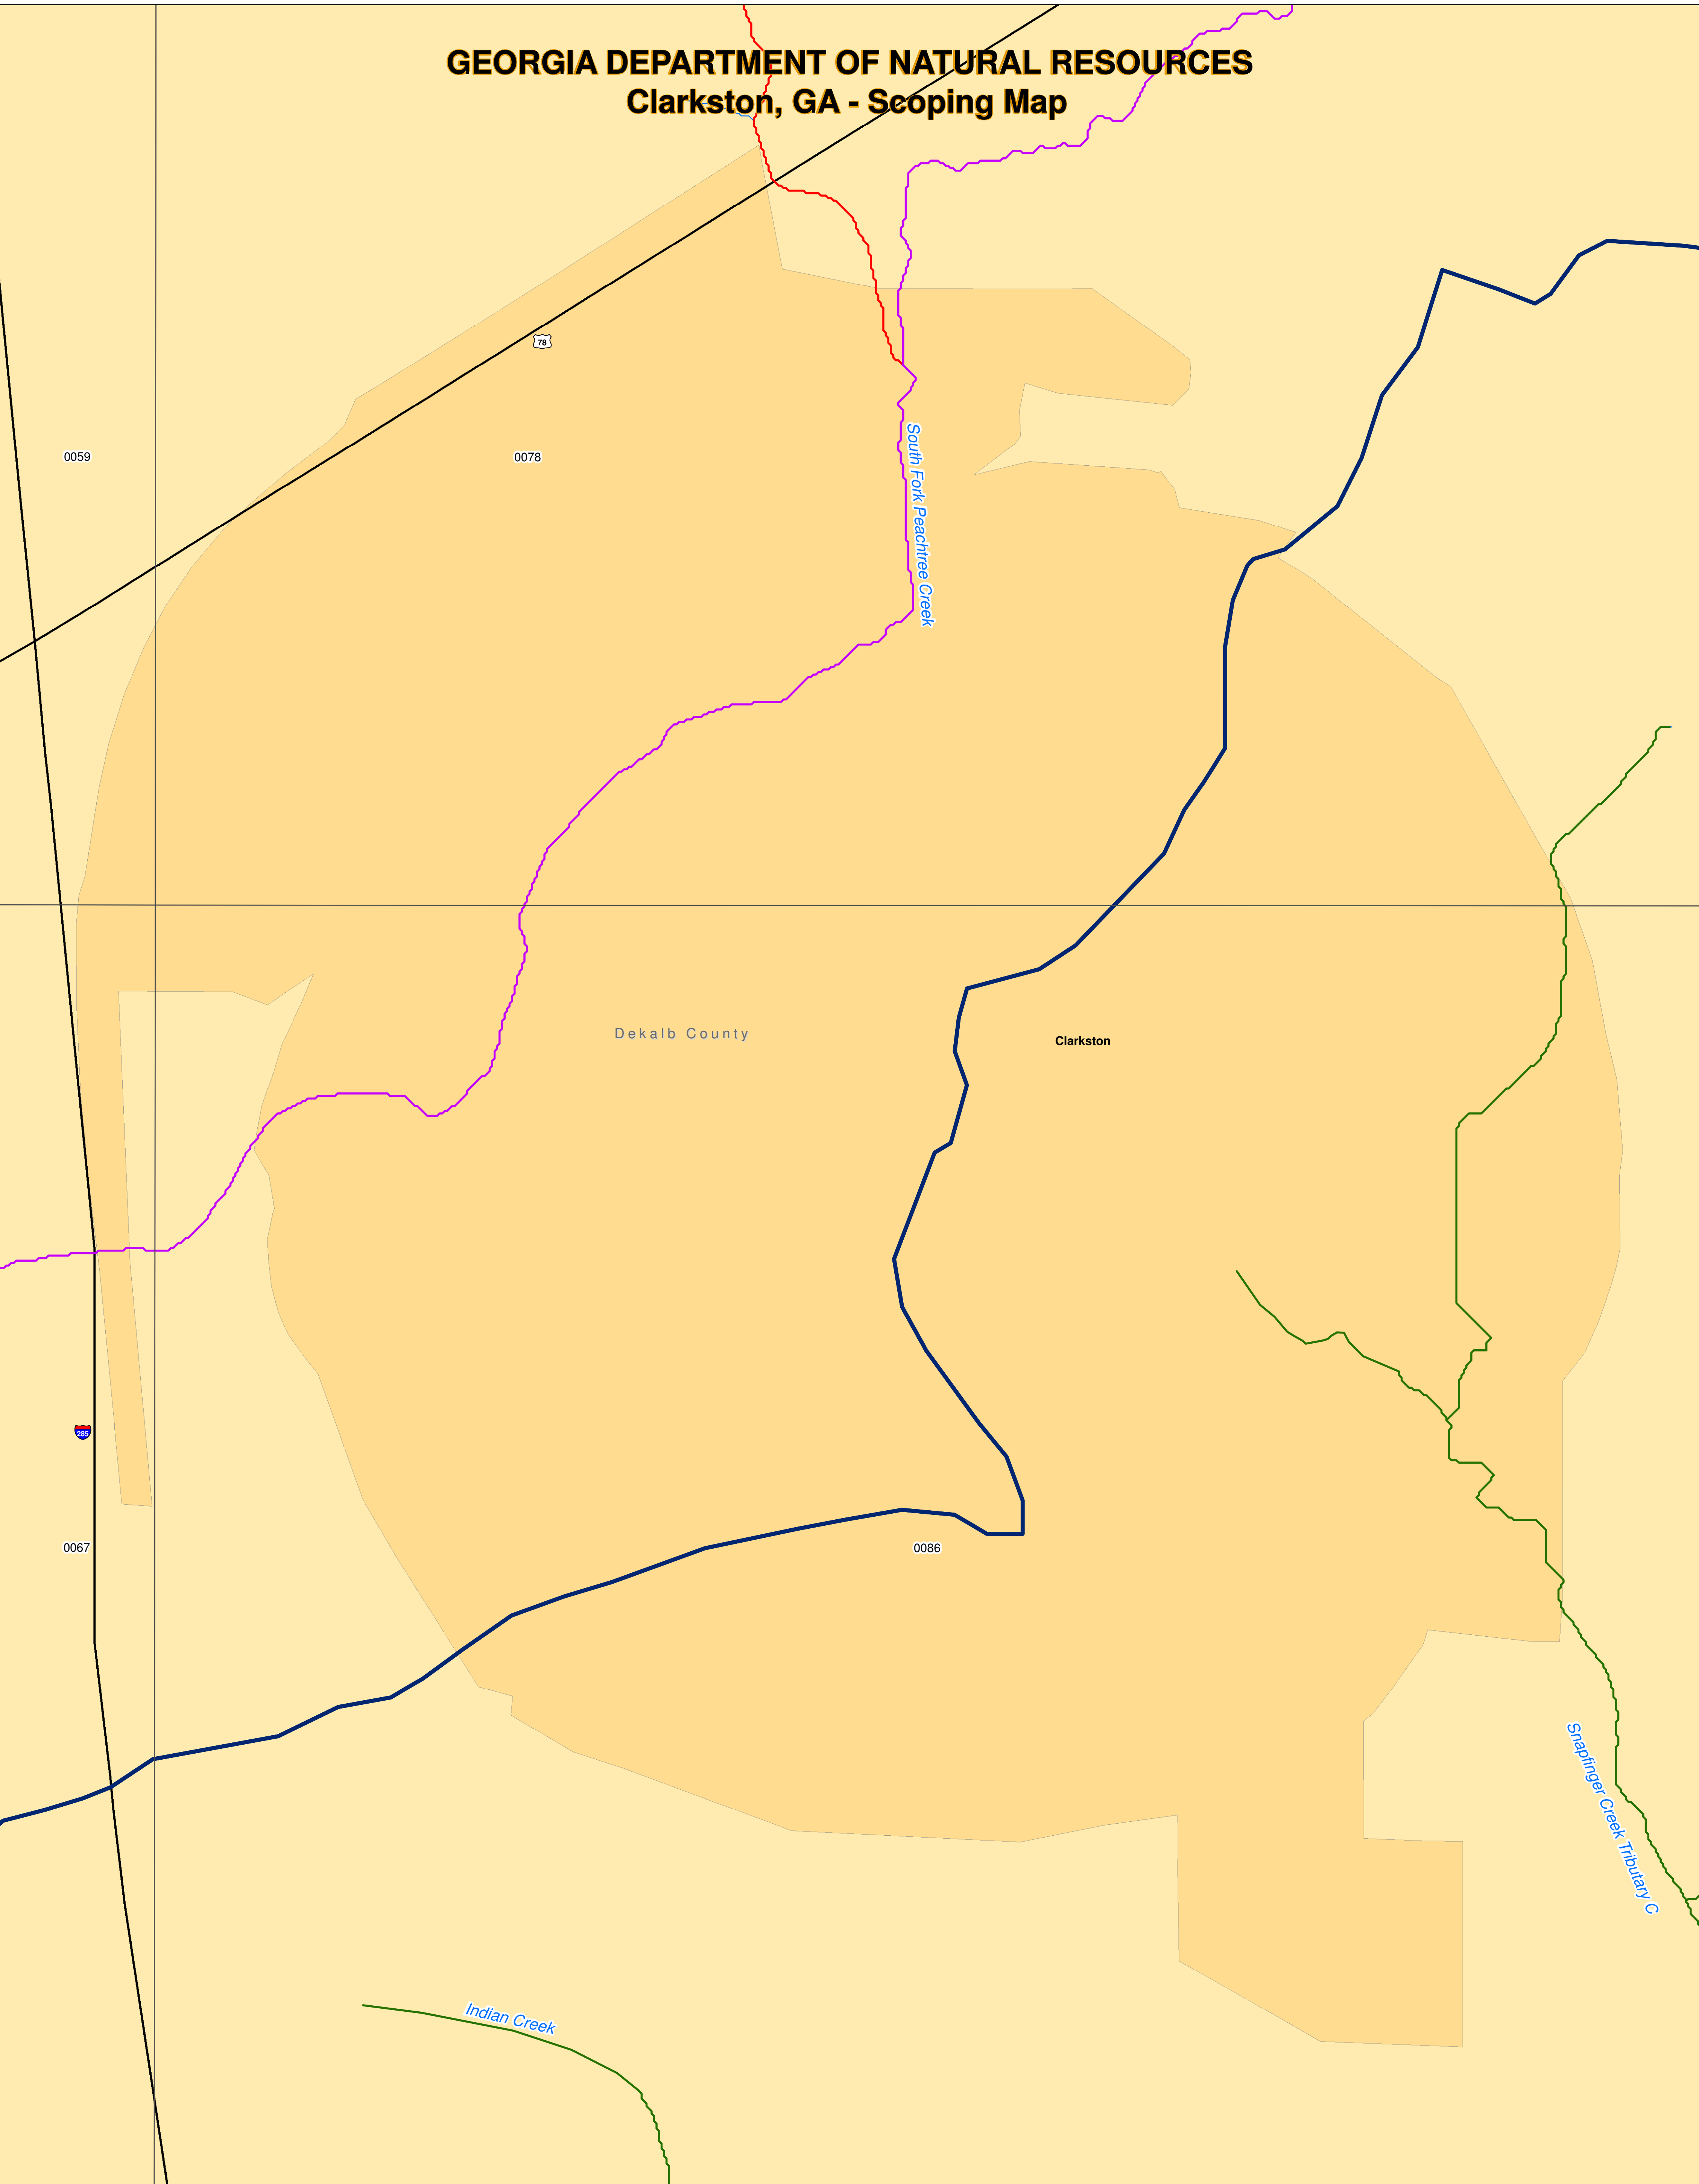 GEORGIA DEPARTMENT OF NATURAL RESOURCES
Clarkston, GA - Scoping Map
78
0059
0078
South Fork Peachtree Creek
Dekalb County
Clarkston
285
0067
0086
Snapfinger Creek Tributary C
Indian Creek